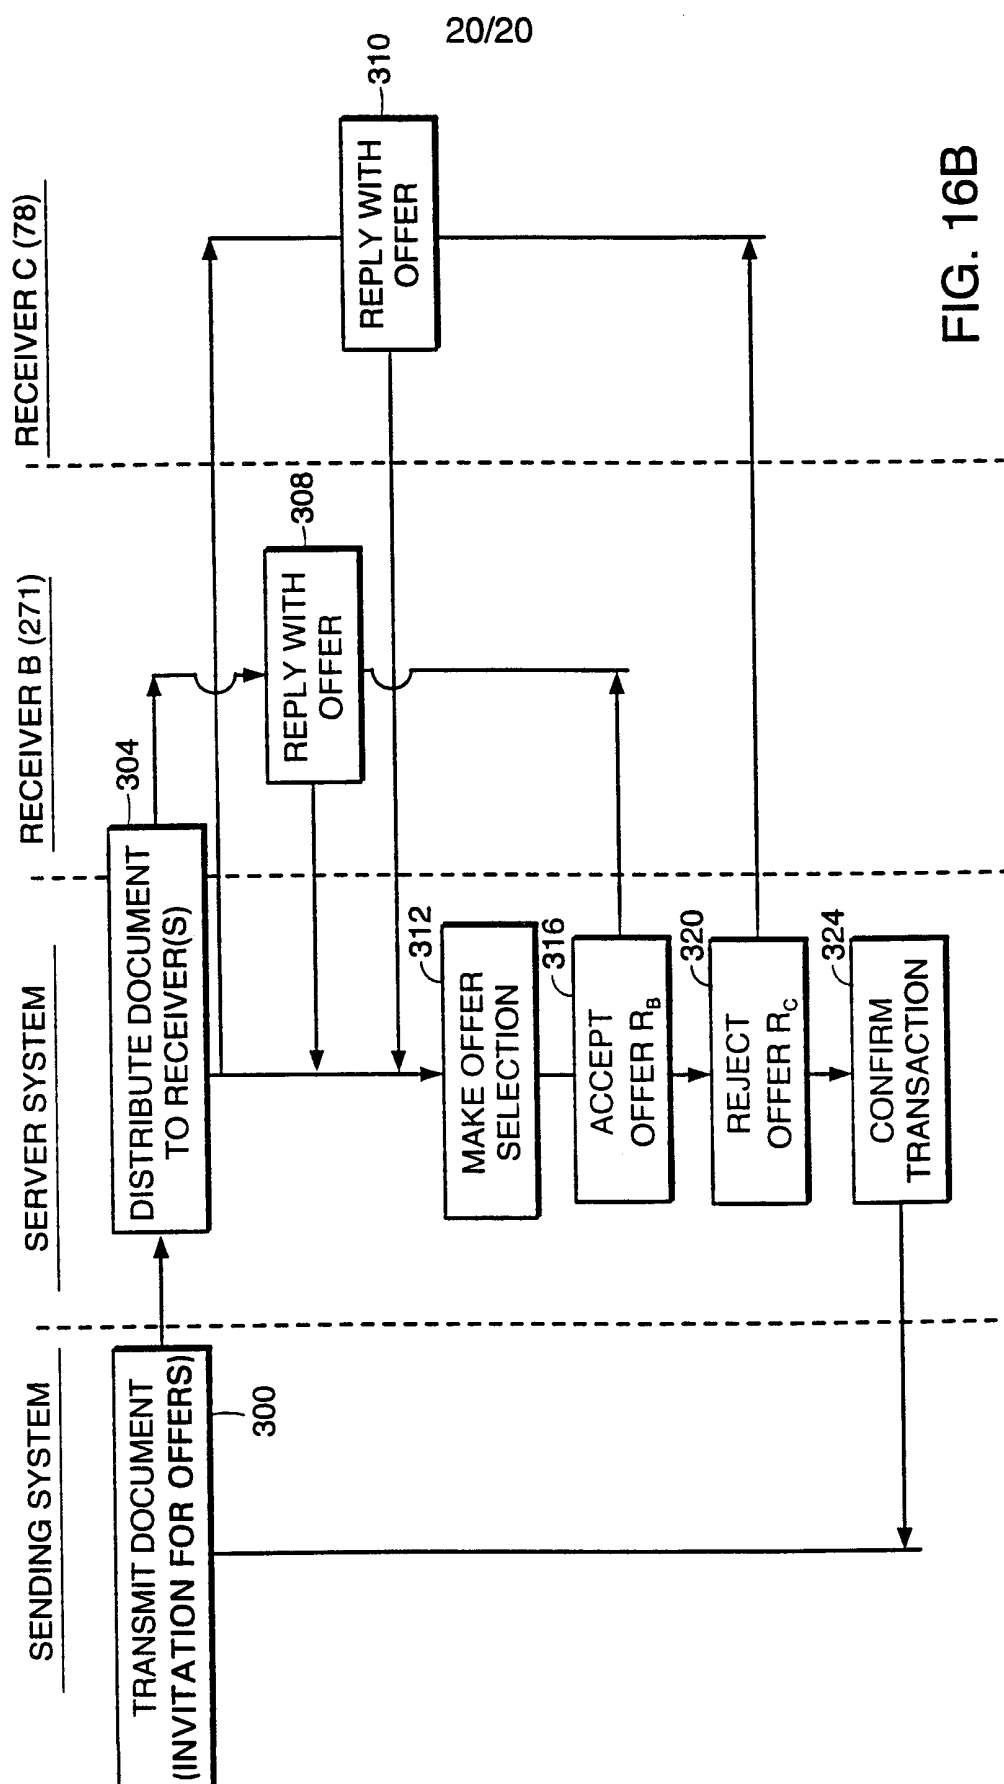 20/20
SENDING SYSTEM
SERVER SYSTEM
RECEIVER B (271)
RECEIVER C (78)
TRANSMIT DOCUMENT
(INVITATION FOR OFFERS)
300
DISTRIBUTE DOCUMENT
TO RECEIVER(S)
304
REPLY WITH
OFFER
308
REPLY WITH
OFFER
310
MAKE OFFER
SELECTION
312
ACCEPT
OFFER RB
316
REJECT
OFFER RC
320
CONFIRM
TRANSACTION
324
FIG. 16B